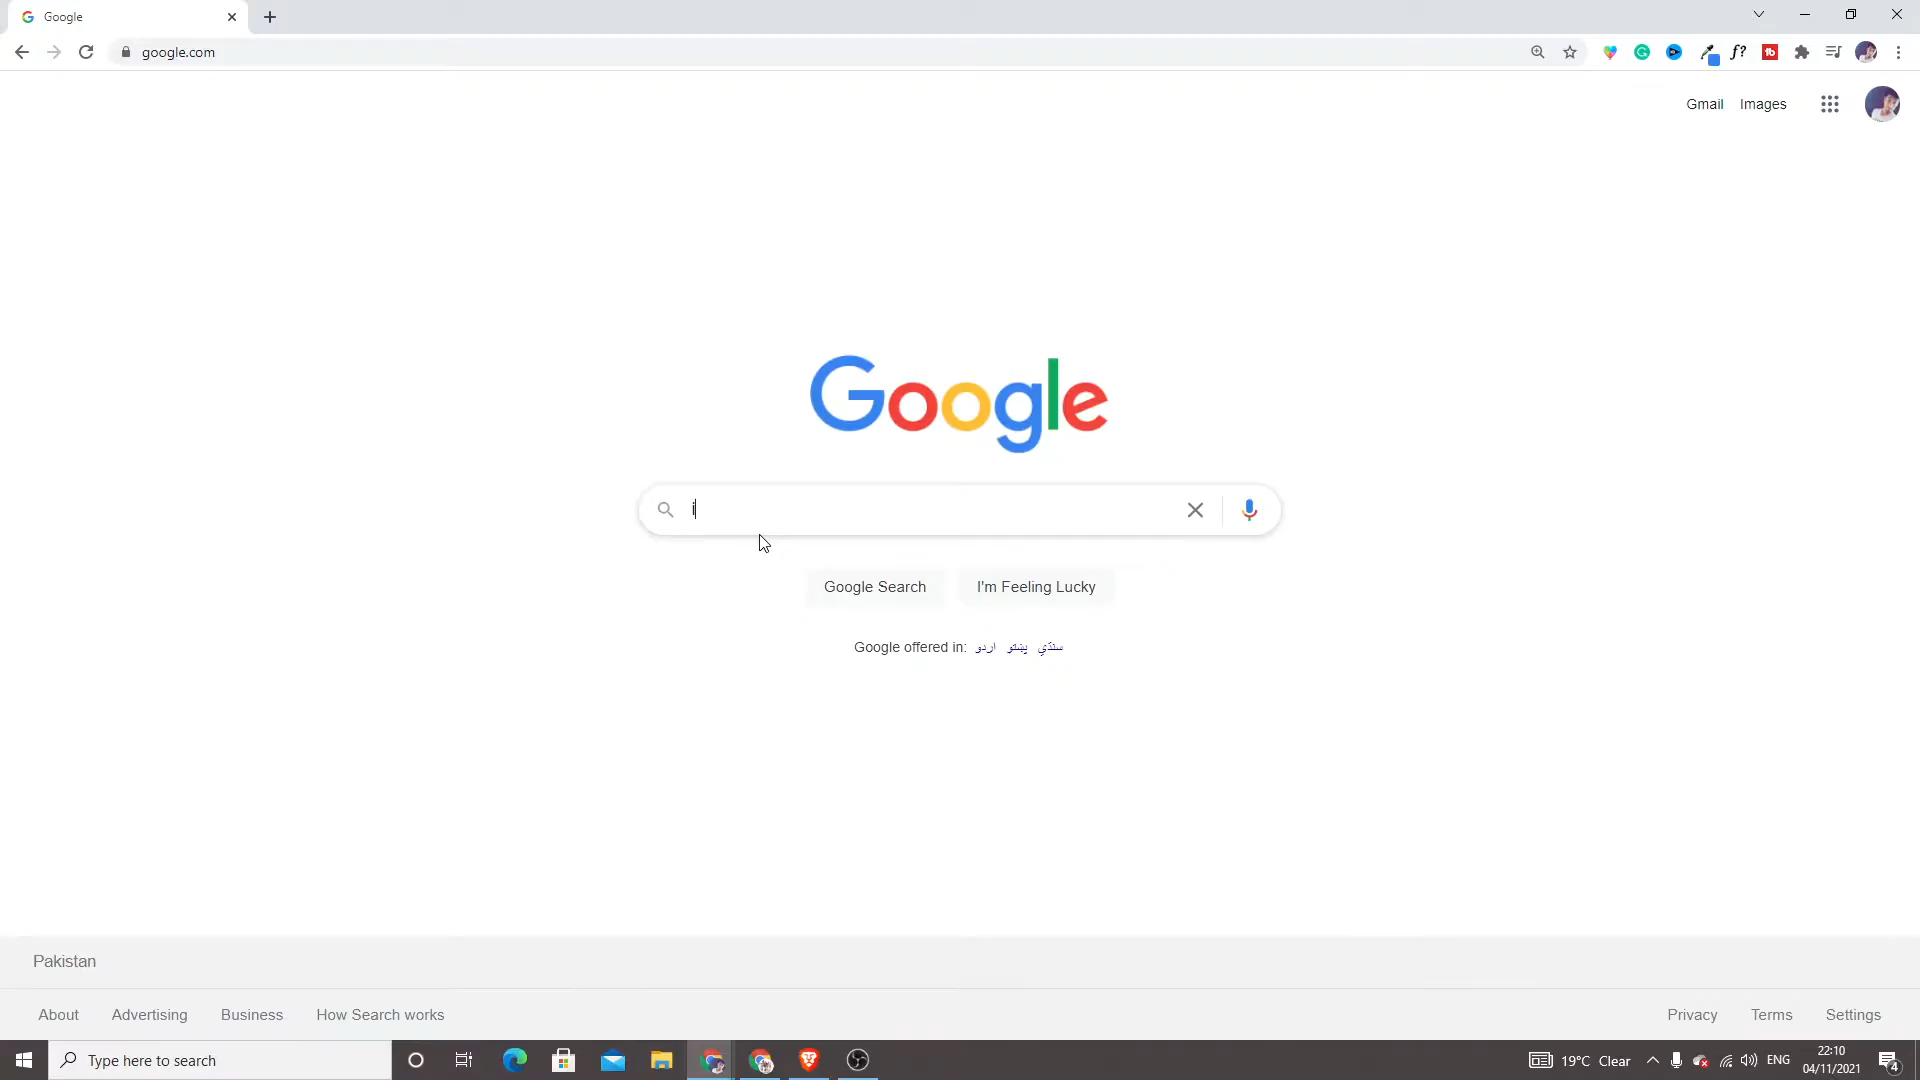 Google
google.com
Gmail Images
Google
i
Google Search I'm Feeling Lucky
Google offered in: اردو پښتو سنڌي
Pakistan
About Advertising Business How Search works Privacy Terms Settings
Type here to search 19°C Clear ENG 22:10
04/11/2021 4